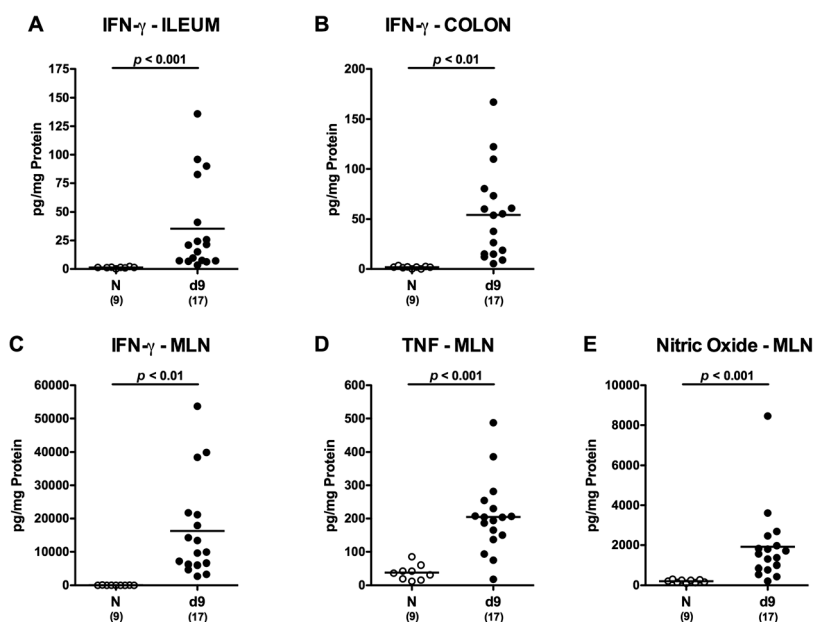 A
IFN-γ - ILEUM
p < 0.001
175
150
125
100
75
50
25
0
pg/mg Protein
N
(9)
d9
(17)
B
IFN-γ - COLON
p < 0.01
200
150
100
50
0
pg/mg Protein
N
(9)
d9
(17)
C
IFN-γ - MLN
p < 0.01
60000
50000
40000
30000
20000
10000
0
pg/mg Protein
N
(9)
d9
(17)
D
TNF - MLN
p < 0.001
600
500
400
300
200
100
0
pg/mg Protein
N
(9)
d9
(17)
E
Nitric Oxide - MLN
p < 0.001
10000
8000
6000
4000
2000
0
pg/mg Protein
N
(9)
d9
(17)